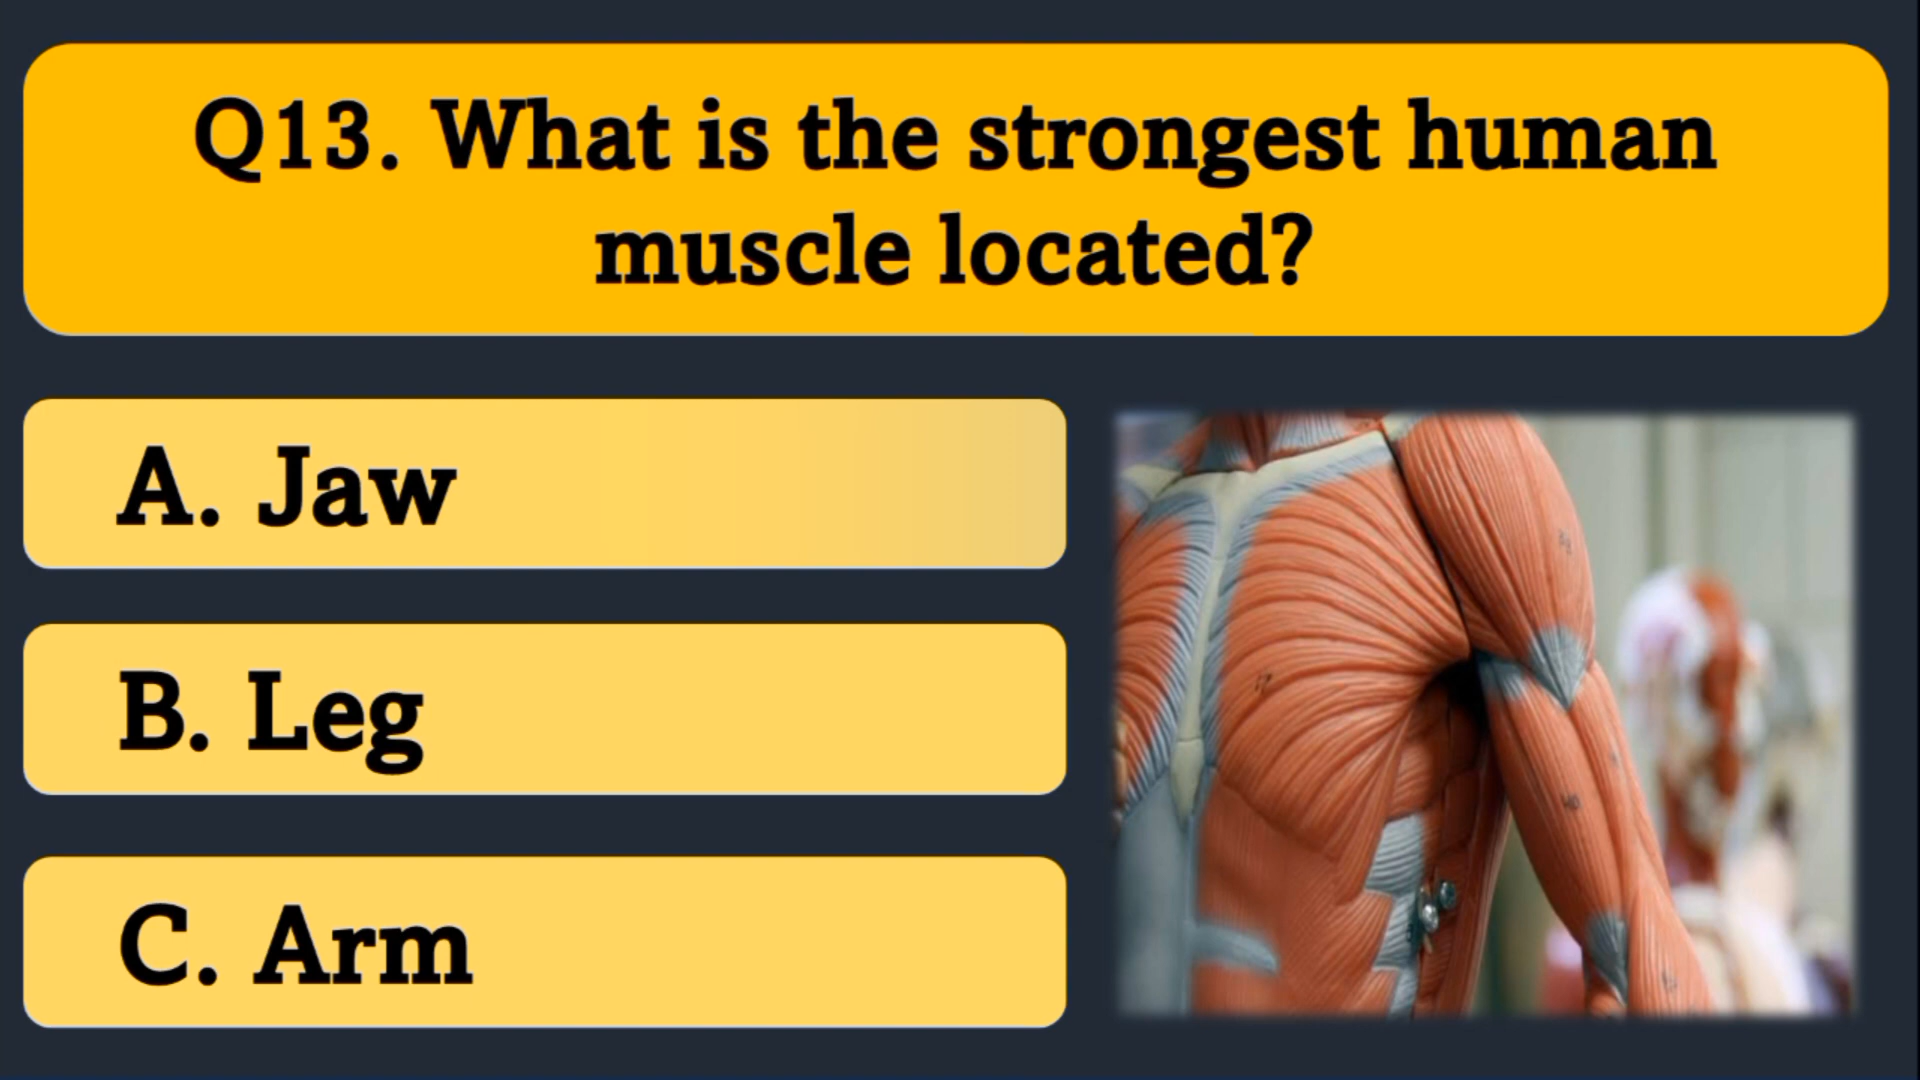 Q13. What is the strongest human
muscle located?
A. Jaw
B. Leg
C. Arm